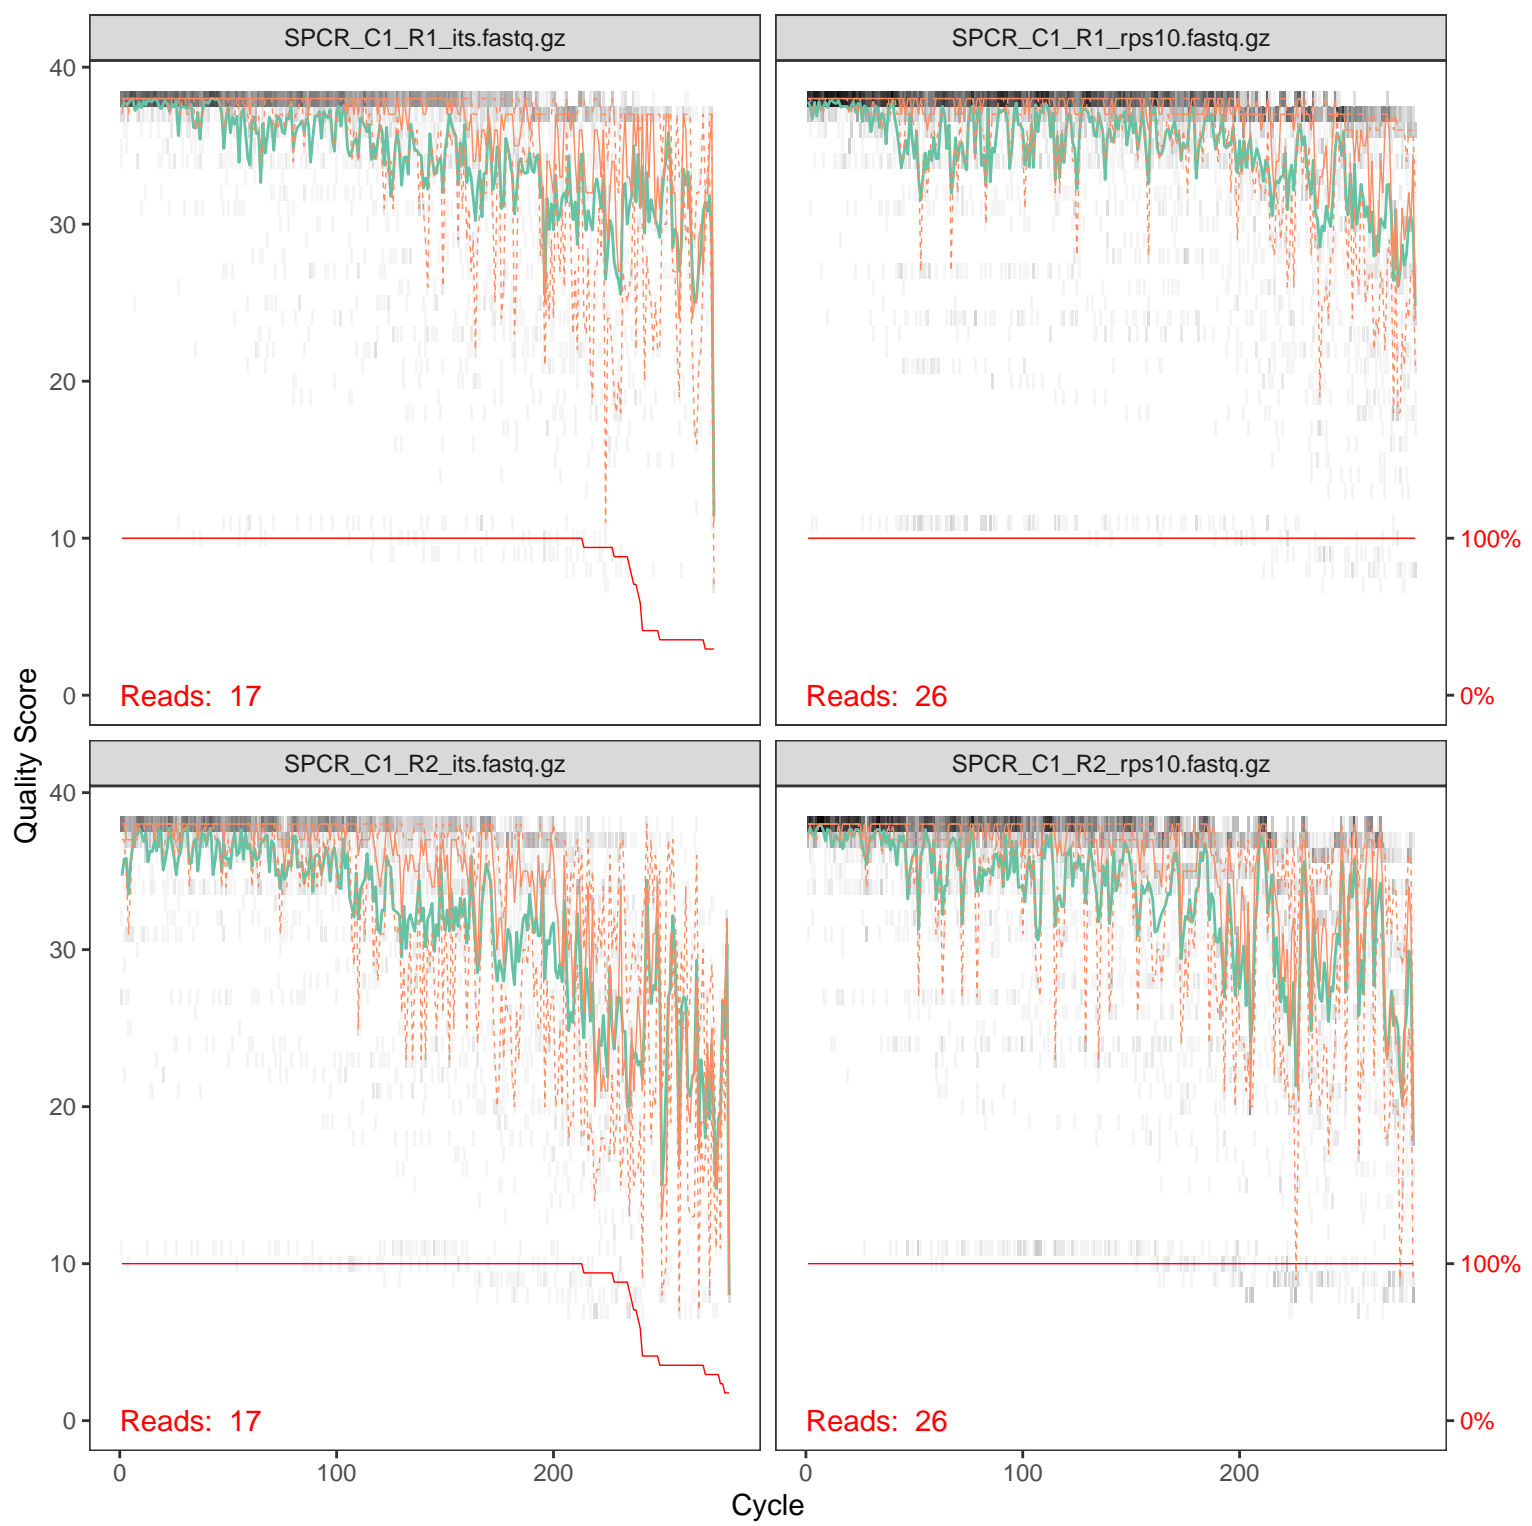 SPCR_C1_R1_its.fastq.gz
SPCR_C1_R1_rps10.fastq.gz
40
30
20
10
0
100%
0%
Reads:  17
Reads:  26
Quality Score
SPCR_C1_R2_its.fastq.gz
SPCR_C1_R2_rps10.fastq.gz
40
30
20
10
0
100%
0%
Reads:  17
Reads:  26
0 100 200
0 100 200
Cycle